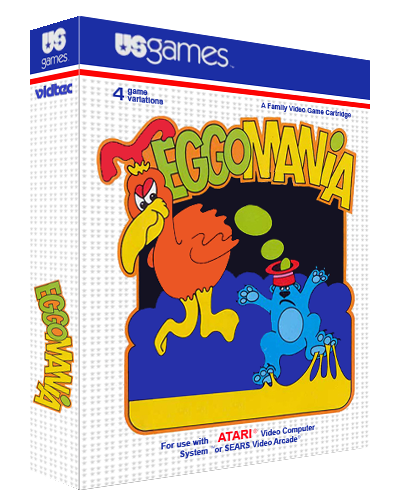 US
games
vidtec
EGGOMANIA
USgames™
4 game
variations
A Family Video Game Cartridge
EGGOMANIA
For use with ATARI® Video Computer
System™ or SEARS Video Arcade™